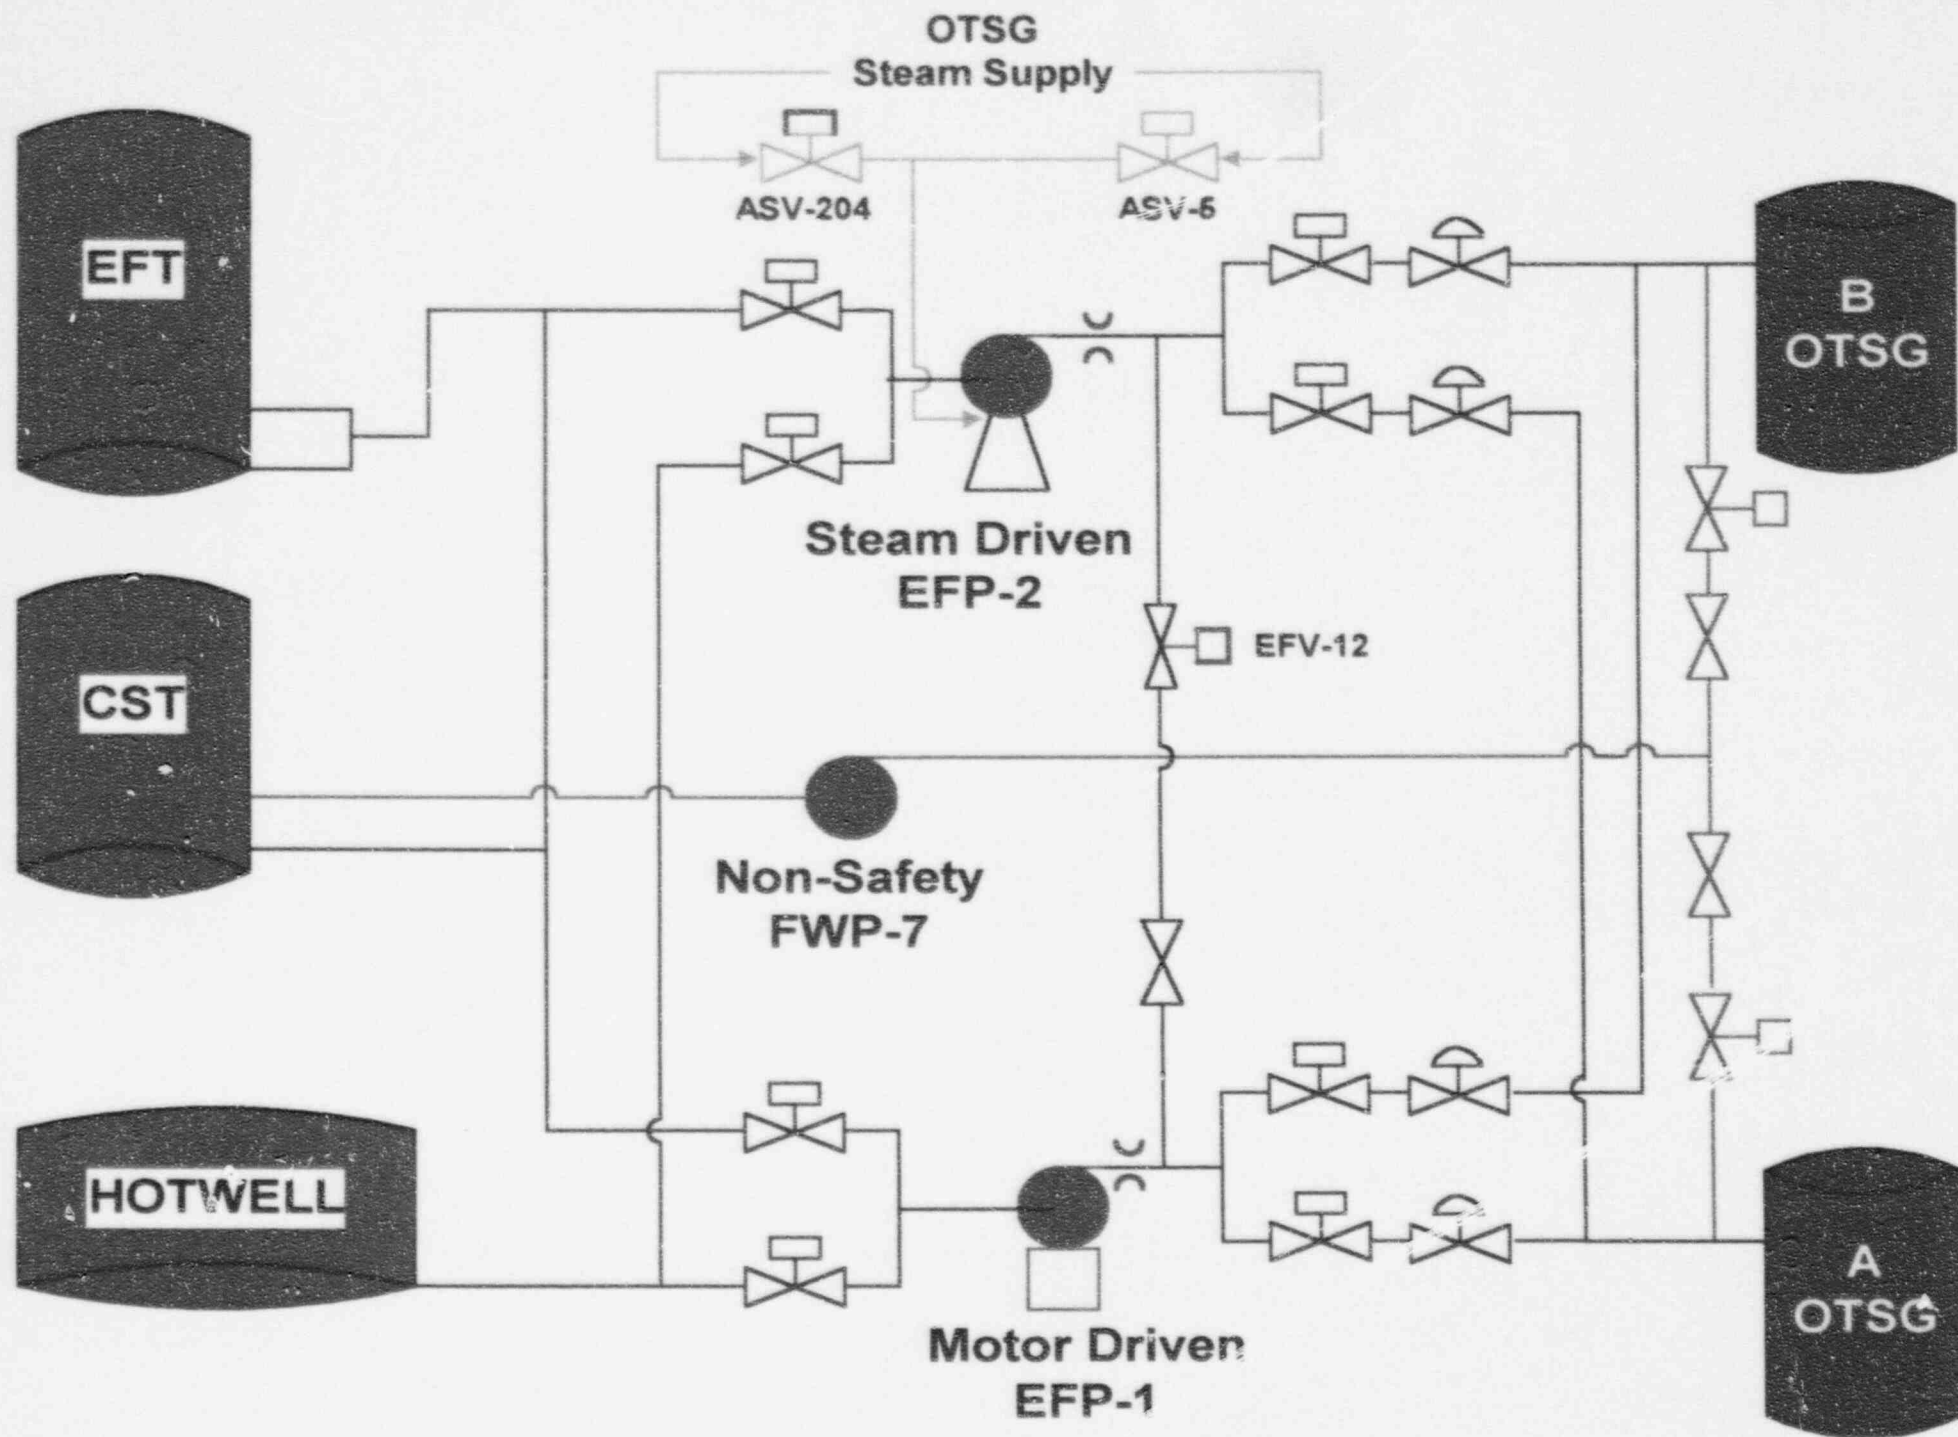 OTSG
Steam Supply
ASV-204
ASV-5
EFT
B
OTSG
Steam Driven
EFP-2
EFV-12
CST
Non-Safety
FWP-7
HOTWELL
A
OTSG
Motor Driven
EFP-1